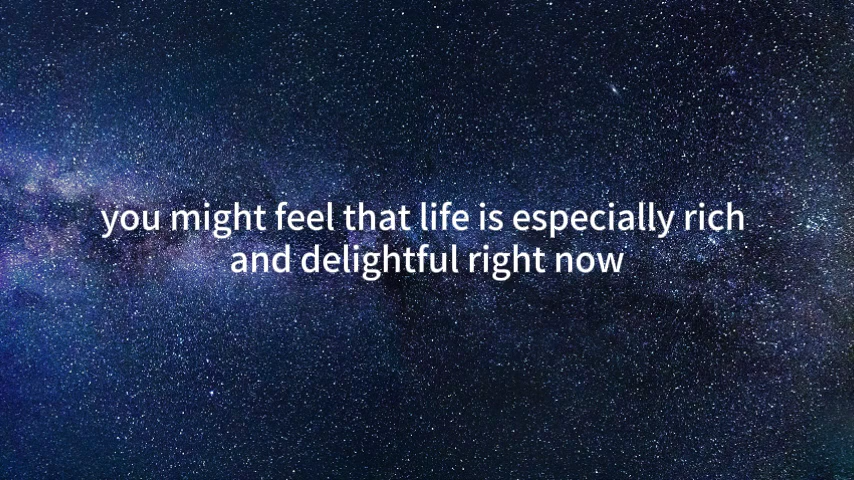 you might feel that life is especially rich
and delightful right now